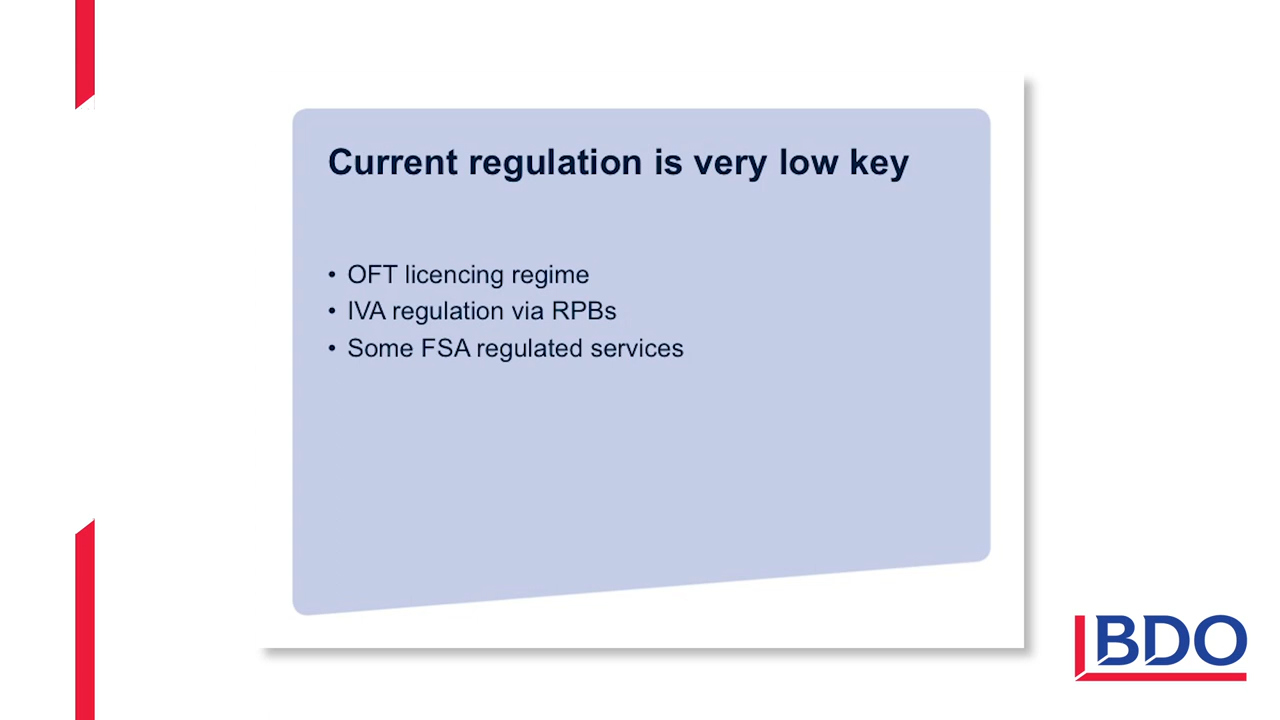 Current regulation is very low key
• OFT licencing regime
• IVA regulation via RPBs
• Some FSA regulated services
BDO